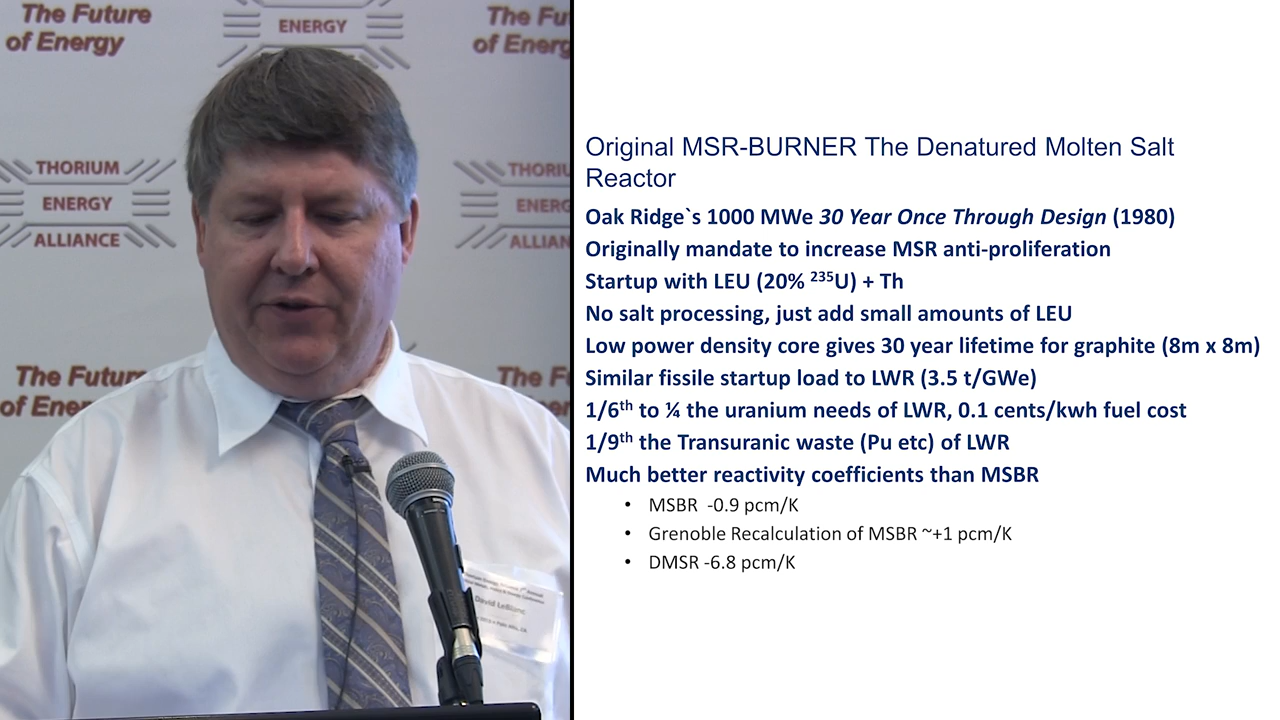 The Future
of Energy
ENERGY
The Fu
of Energ
THORIUM
ENERGY
ALLIANCE
THORIU
ENERG
ALLIAN
The Futur
of Ener
The F
of En
David LeBlanc
Original MSR-BURNER The Denatured Molten Salt
Reactor
Oak Ridge`s 1000 MWe 30 Year Once Through Design (1980)
Originally mandate to increase MSR anti-proliferation
Startup with LEU (20% ²³⁵U) + Th
No salt processing, just add small amounts of LEU
Low power density core gives 30 year lifetime for graphite (8m x 8m)
Similar fissile startup load to LWR (3.5 t/GWe)
1/6ᵗʰ to ¼ the uranium needs of LWR, 0.1 cents/kwh fuel cost
1/9ᵗʰ the Transuranic waste (Pu etc) of LWR
Much better reactivity coefficients than MSBR
• MSBR -0.9 pcm/K
• Grenoble Recalculation of MSBR ~+1 pcm/K
• DMSR -6.8 pcm/K